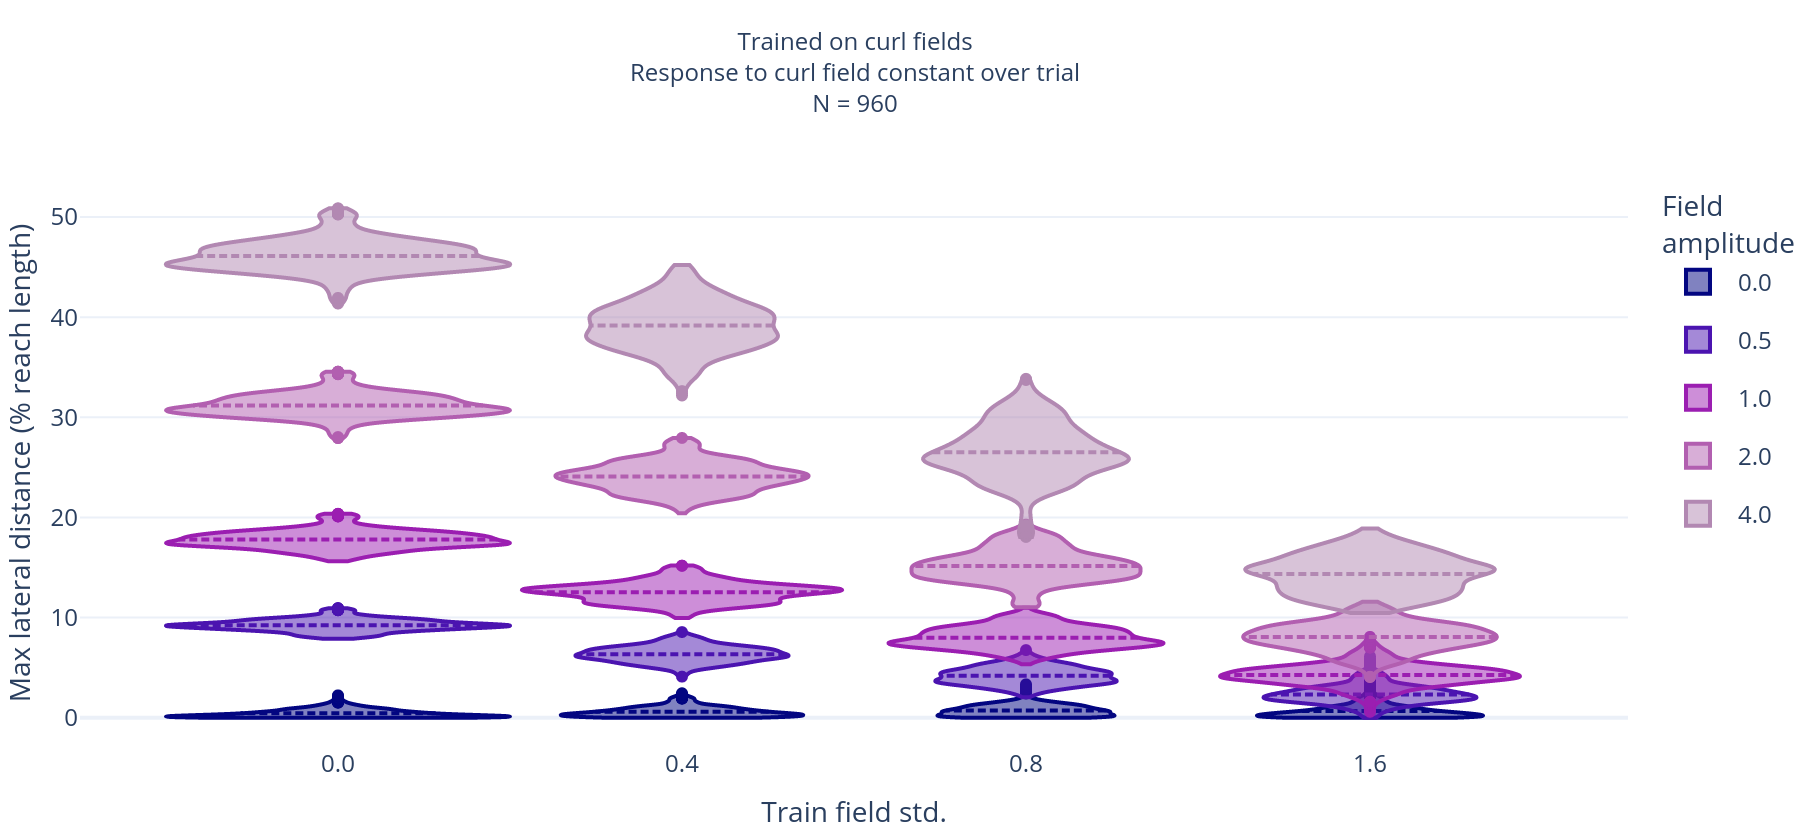 Trained on curl fields
Response to curl field constant over trial
N = 960
Max lateral distance (% reach length)
50
40
30
20
10
0
0.0
0.4
0.8
1.6
Train field std.
Field
amplitude
0.0
0.5
1.0
2.0
4.0